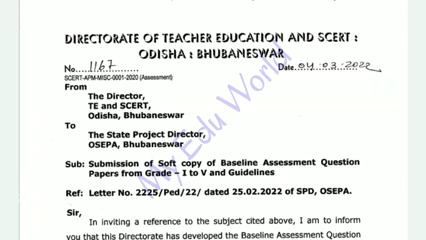 DIRECTORATE OF TEACHER EDUCATION AND SCERT :
ODISHA : BHUBANESWAR
No....1167.... Date...04.03.2022
SCERT-APM-MISC-0001-2020 (Assessment)
From
The Director,
TE and SCERT,
Odisha, Bhubaneswar
To
The State Project Director,
OSEPA, Bhubaneswar
Sub: Submission of Soft copy of Baseline Assessment Question
Papers from Grade – I to V and Guidelines
Ref: Letter No. 2225/Ped/22/ dated 25.02.2022 of SPD, OSEPA.
Sir,
In inviting a reference to the subject cited above, I am to inform
you that this Directorate has developed the Baseline Assessment Question
My Edu World